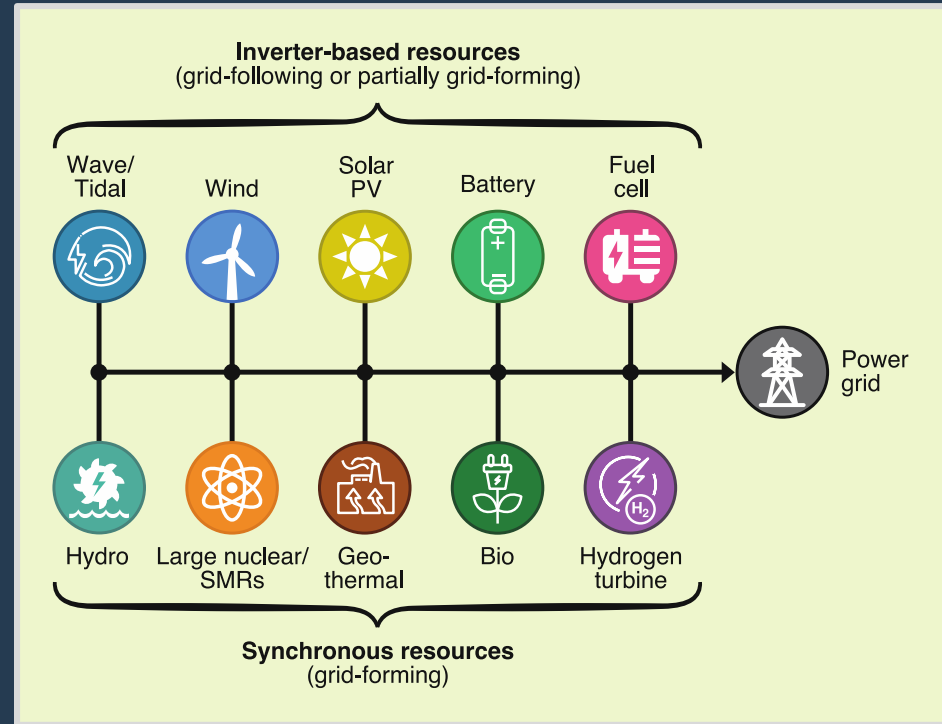 Inverter-based resources
(grid-following or partially grid-forming)
Wave/
Tidal
Wind
Solar
PV
Battery
Fuel
cell
+
–
Power
grid
H₂
Hydro
Large nuclear/
SMRs
Geo-
thermal
Bio
Hydrogen
turbine
Synchronous resources
(grid-forming)